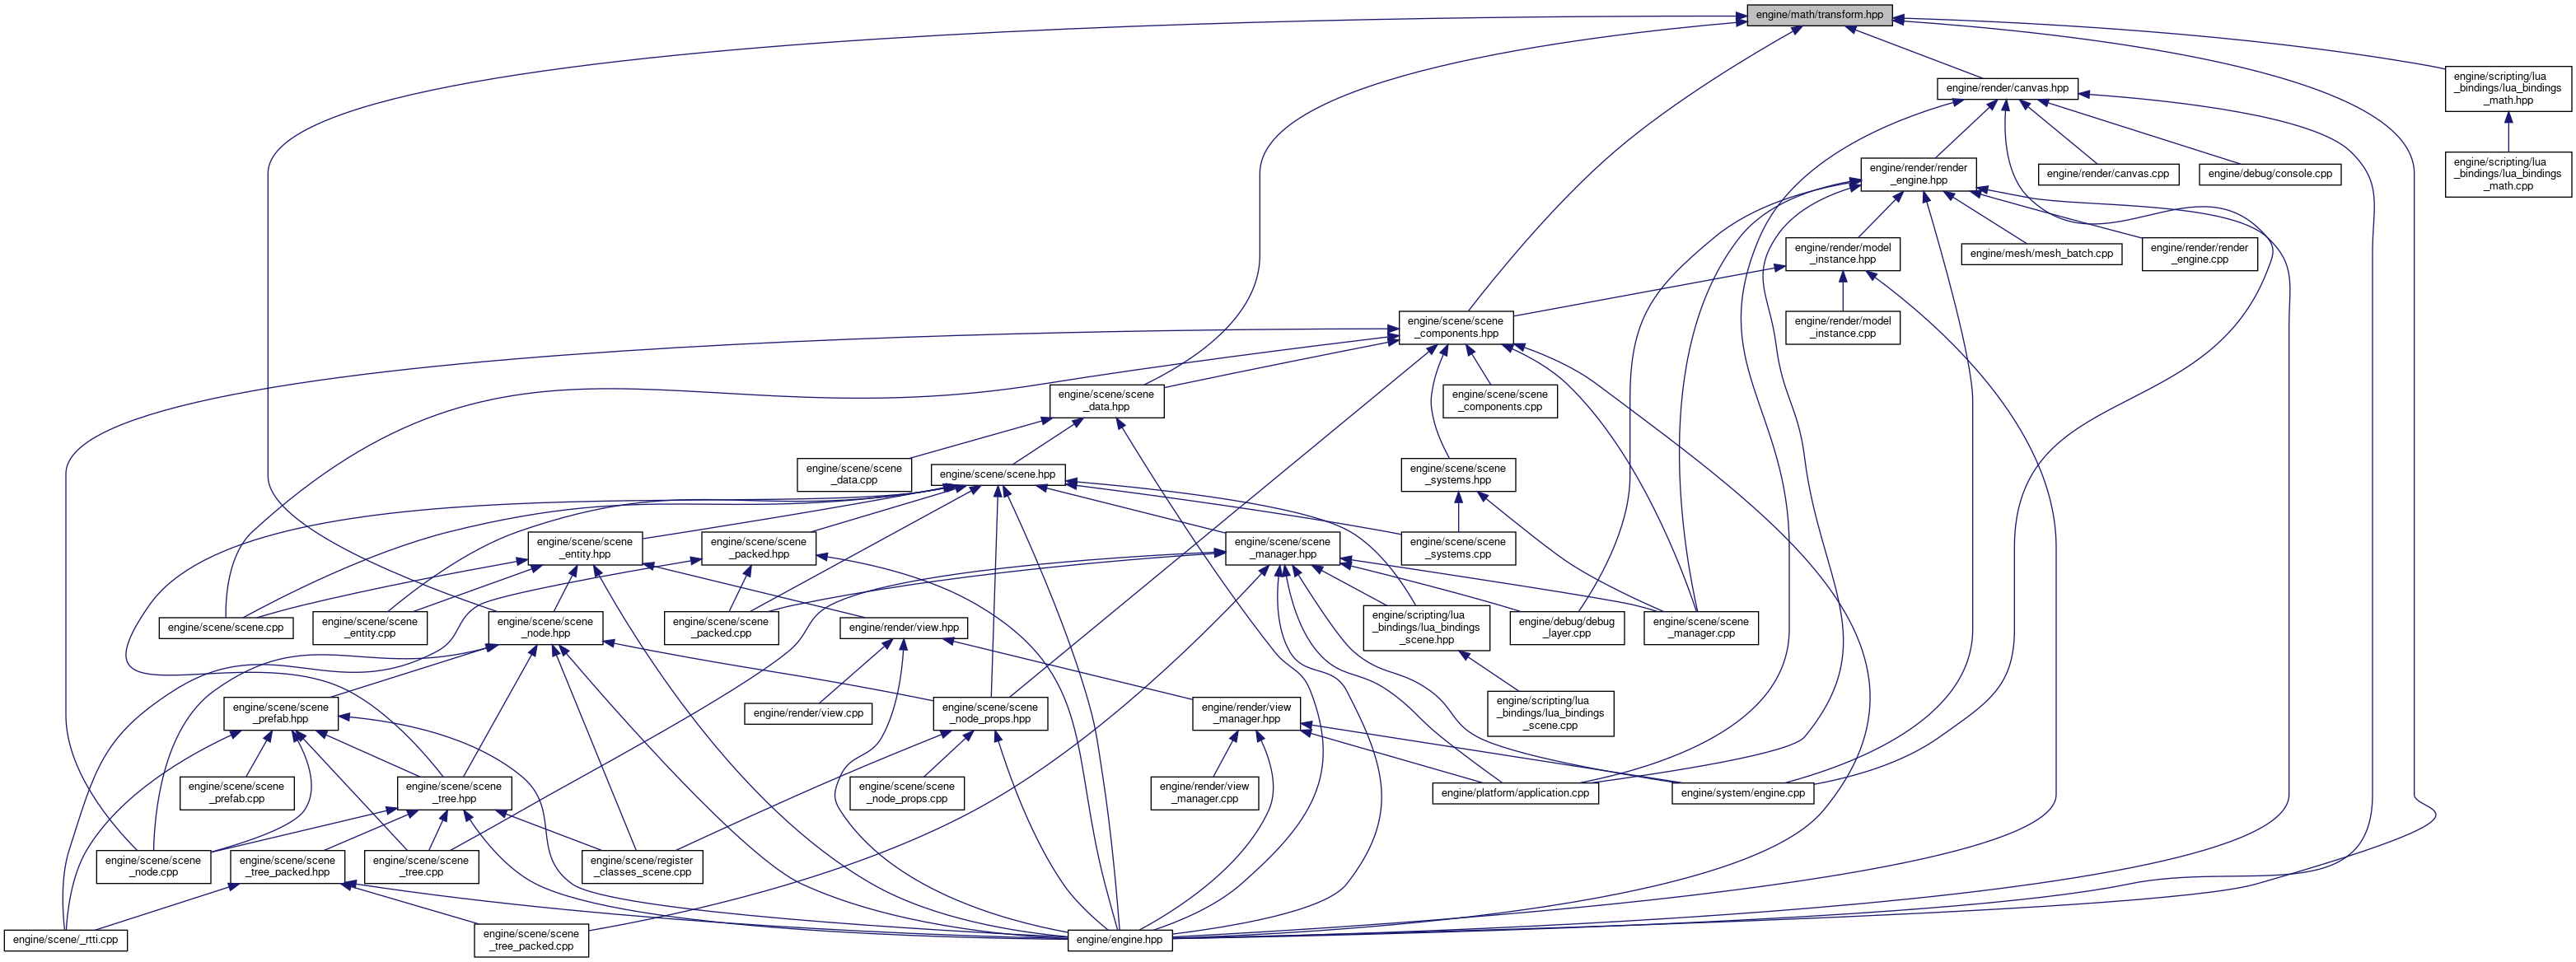 engine/math/transform.hpp
engine/scripting/lua
_bindings/lua_bindings
_math.hpp
engine/render/canvas.hpp
engine/scripting/lua
_bindings/lua_bindings
_math.cpp
engine/render/render
_engine.hpp
engine/render/canvas.cpp
engine/debug/console.cpp
engine/render/model
_instance.hpp
engine/mesh/mesh_batch.cpp
engine/render/render
_engine.cpp
engine/scene/scene
_components.hpp
engine/render/model
_instance.cpp
engine/scene/scene
_data.hpp
engine/scene/scene
_components.cpp
engine/scene/scene
_data.cpp
engine/scene/scene.hpp
engine/scene/scene
_systems.hpp
engine/scene/scene
_entity.hpp
engine/scene/scene
_packed.hpp
engine/scene/scene
_manager.hpp
engine/scene/scene
_systems.cpp
engine/scene/scene.cpp
engine/scene/scene
_entity.cpp
engine/scene/scene
_node.hpp
engine/scene/scene
_packed.cpp
engine/render/view.hpp
engine/scripting/lua
_bindings/lua_bindings
_scene.hpp
engine/debug/debug
_layer.cpp
engine/scene/scene
_manager.cpp
engine/scene/scene
_prefab.hpp
engine/render/view.cpp
engine/scene/scene
_node_props.hpp
engine/render/view
_manager.hpp
engine/scripting/lua
_bindings/lua_bindings
_scene.cpp
engine/scene/scene
_prefab.cpp
engine/scene/scene
_tree.hpp
engine/scene/scene
_node_props.cpp
engine/render/view
_manager.cpp
engine/platform/application.cpp
engine/system/engine.cpp
engine/scene/scene
_node.cpp
engine/scene/scene
_tree_packed.hpp
engine/scene/scene
_tree.cpp
engine/scene/register
_classes_scene.cpp
engine/scene/_rtti.cpp
engine/scene/scene
_tree_packed.cpp
engine/engine.hpp